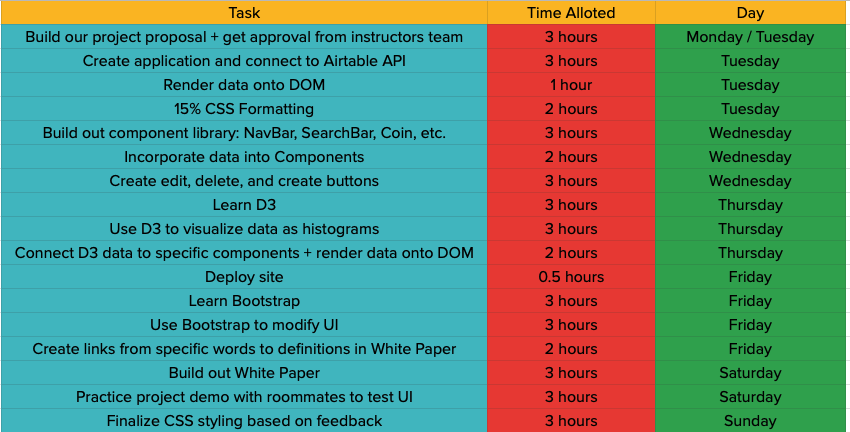 Task Time Alloted Day
Build our project proposal + get approval from instructors team 3 hours Monday / Tuesday
Create application and connect to Airtable API 3 hours Tuesday
Render data onto DOM 1 hour Tuesday
15% CSS Formatting 2 hours Tuesday
Build out component library: NavBar, SearchBar, Coin, etc. 3 hours Wednesday
Incorporate data into Components 2 hours Wednesday
Create edit, delete, and create buttons 3 hours Wednesday
Learn D3 3 hours Thursday
Use D3 to visualize data as histograms 3 hours Thursday
Connect D3 data to specific components + render data onto DOM 2 hours Thursday
Deploy site 0.5 hours Friday
Learn Bootstrap 3 hours Friday
Use Bootstrap to modify UI 3 hours Friday
Create links from specific words to definitions in White Paper 2 hours Friday
Build out White Paper 3 hours Saturday
Practice project demo with roommates to test UI 3 hours Saturday
Finalize CSS styling based on feedback 3 hours Sunday